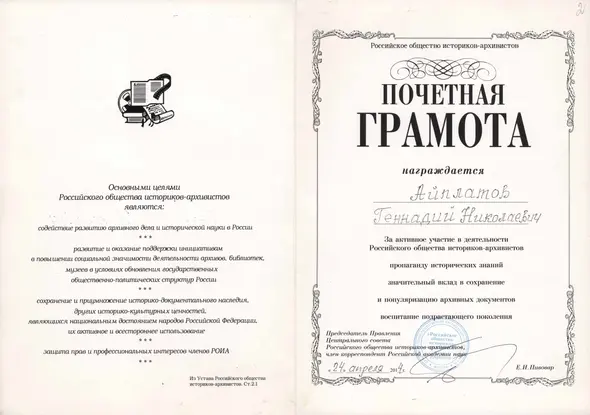 Основными целями
Российского общества историков-архивистов
являются:
содействие развитию архивного дела и исторической науки в России
* * *
развитие и оказание поддержки инициативам
в повышении социальной значимости деятельности архивов, библиотек,
музеев в условиях обновления государственных
общественно-политических структур России
* * *
сохранение и приумножение историко-документального наследия,
других историко-культурных ценностей,
являющихся национальным достоянием народов Российской Федерации,
их активное и всестороннее использование
* * *
защита прав и профессиональных интересов членов РОИА
* * *
Из Устава Российского общества
историков-архивистов. Ст.2.1
2
Российское общество историков-архивистов
ПОЧЕТНАЯ
ГРАМОТА
награждается
Айплатов
Геннадий Николаевич
За активное участие в деятельности
Российского общества историков-архивистов
пропаганду исторических знаний
значительный вклад в сохранение
и популяризацию архивных документов
воспитание подрастающего поколения
Председатель Правления
Центрального совета
Российского общества историков-архивистов,
член корреспондент Российской академии наук
Е.И. Пивовар
"24" апреля